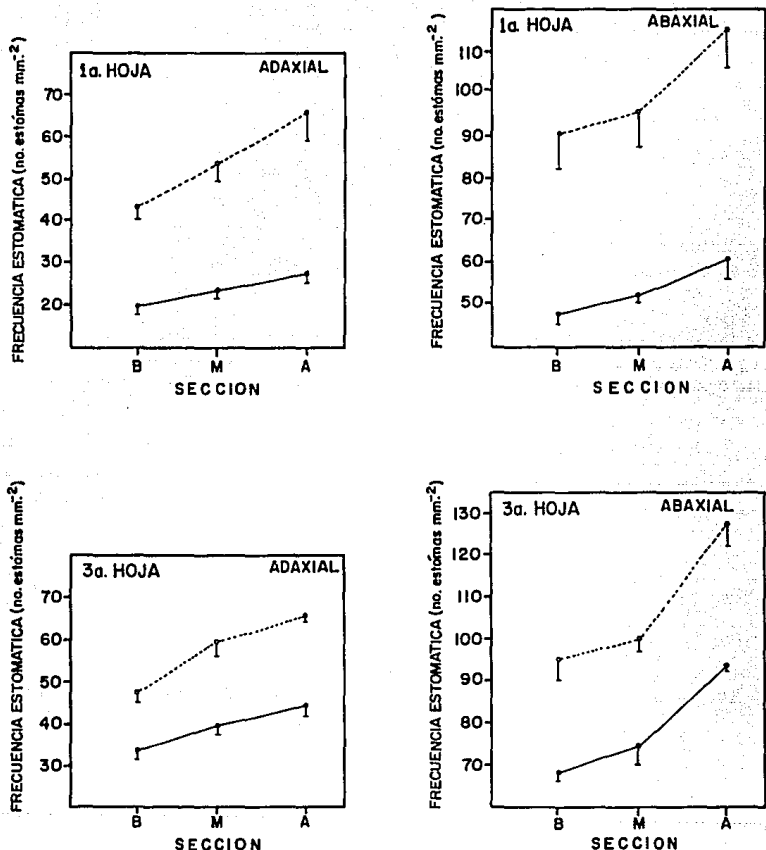 1a. HOJA
ADAXIAL
FRECUENCIA ESTOMATICA (no. estómas mm.-2)
70
60
50
40
30
20
B M A
SECCION
1a. HOJA
ABAXIAL
FRECUENCIA ESTOMATICA (no. estómas mm.-2)
110
100
90
80
70
60
50
B M A
SECCION
3a. HOJA
ADAXIAL
FRECUENCIA ESTOMATICA (no. estómas mm.-2)
70
60
50
40
30
B M A
SECCION
3a. HOJA
ABAXIAL
FRECUENCIA ESTOMATICA (no. estómas mm.-2)
130
120
110
100
90
80
70
B M A
SECCION